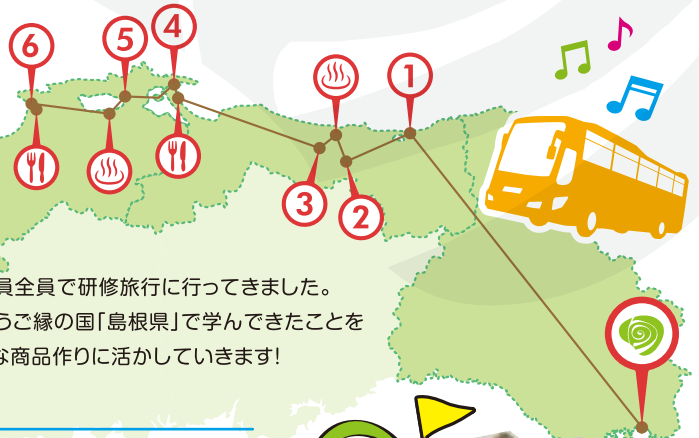 6
5
4
1
3
2
員全員で研修旅行に行ってきました。
うご縁の国「島根県」で学んできたことを
な商品作りに活かしていきます!